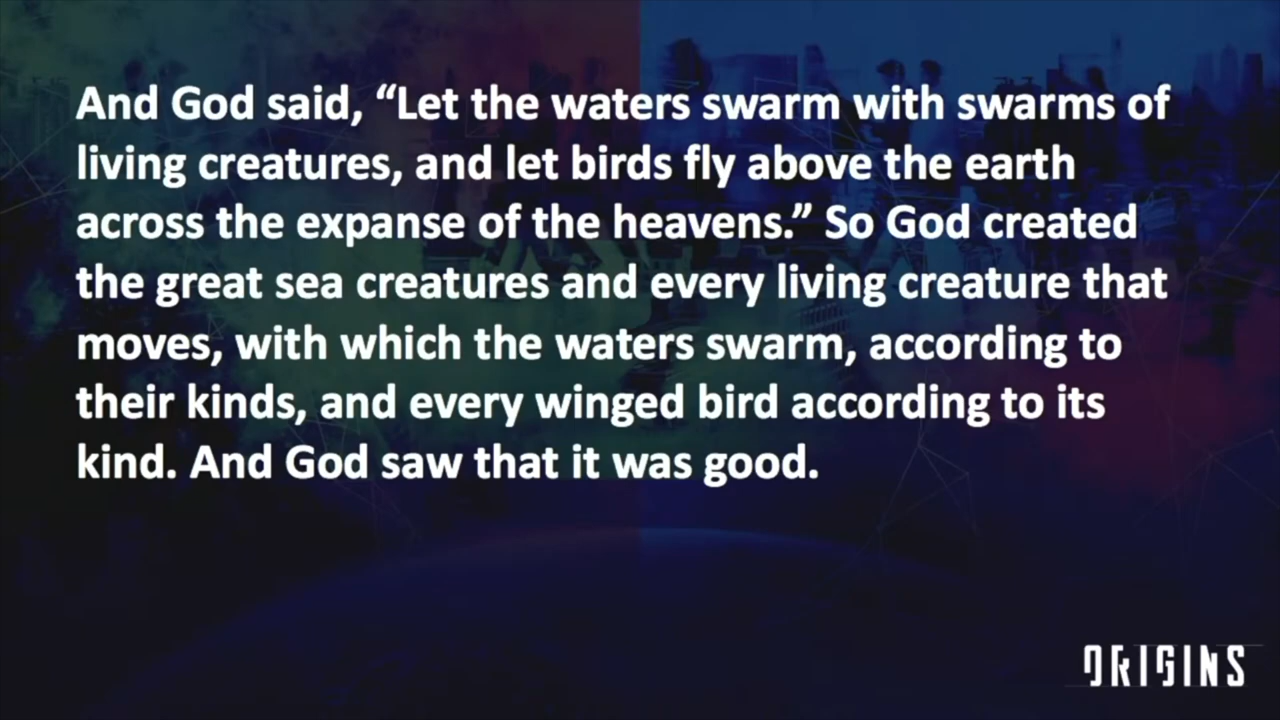 And God said, “Let the waters swarm with swarms of
living creatures, and let birds fly above the earth
across the expanse of the heavens.” So God created
the great sea creatures and every living creature that
moves, with which the waters swarm, according to
their kinds, and every winged bird according to its
kind. And God saw that it was good.
ORIGINS